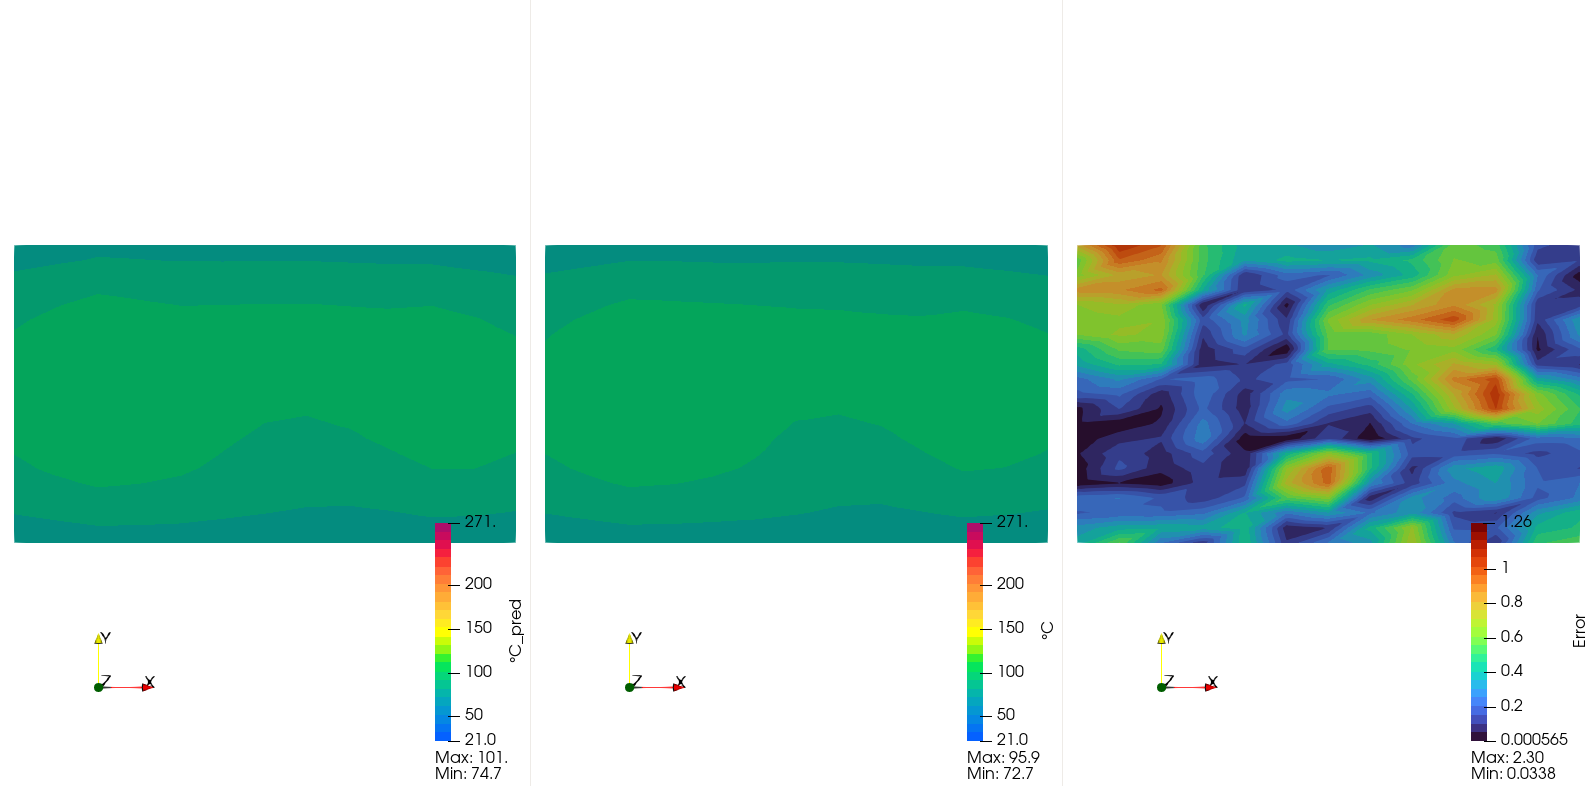 271.
200
150
100
50
21.0
°C_pred
Max: 101.
Min: 74.7
Y
Z
X
271.
200
150
100
50
21.0
°C
Max: 95.9
Min: 72.7
Y
Z
X
1.26
1
0.8
0.6
0.4
0.2
0.000565
Error
Max: 2.30
Min: 0.0338
Y
Z
X